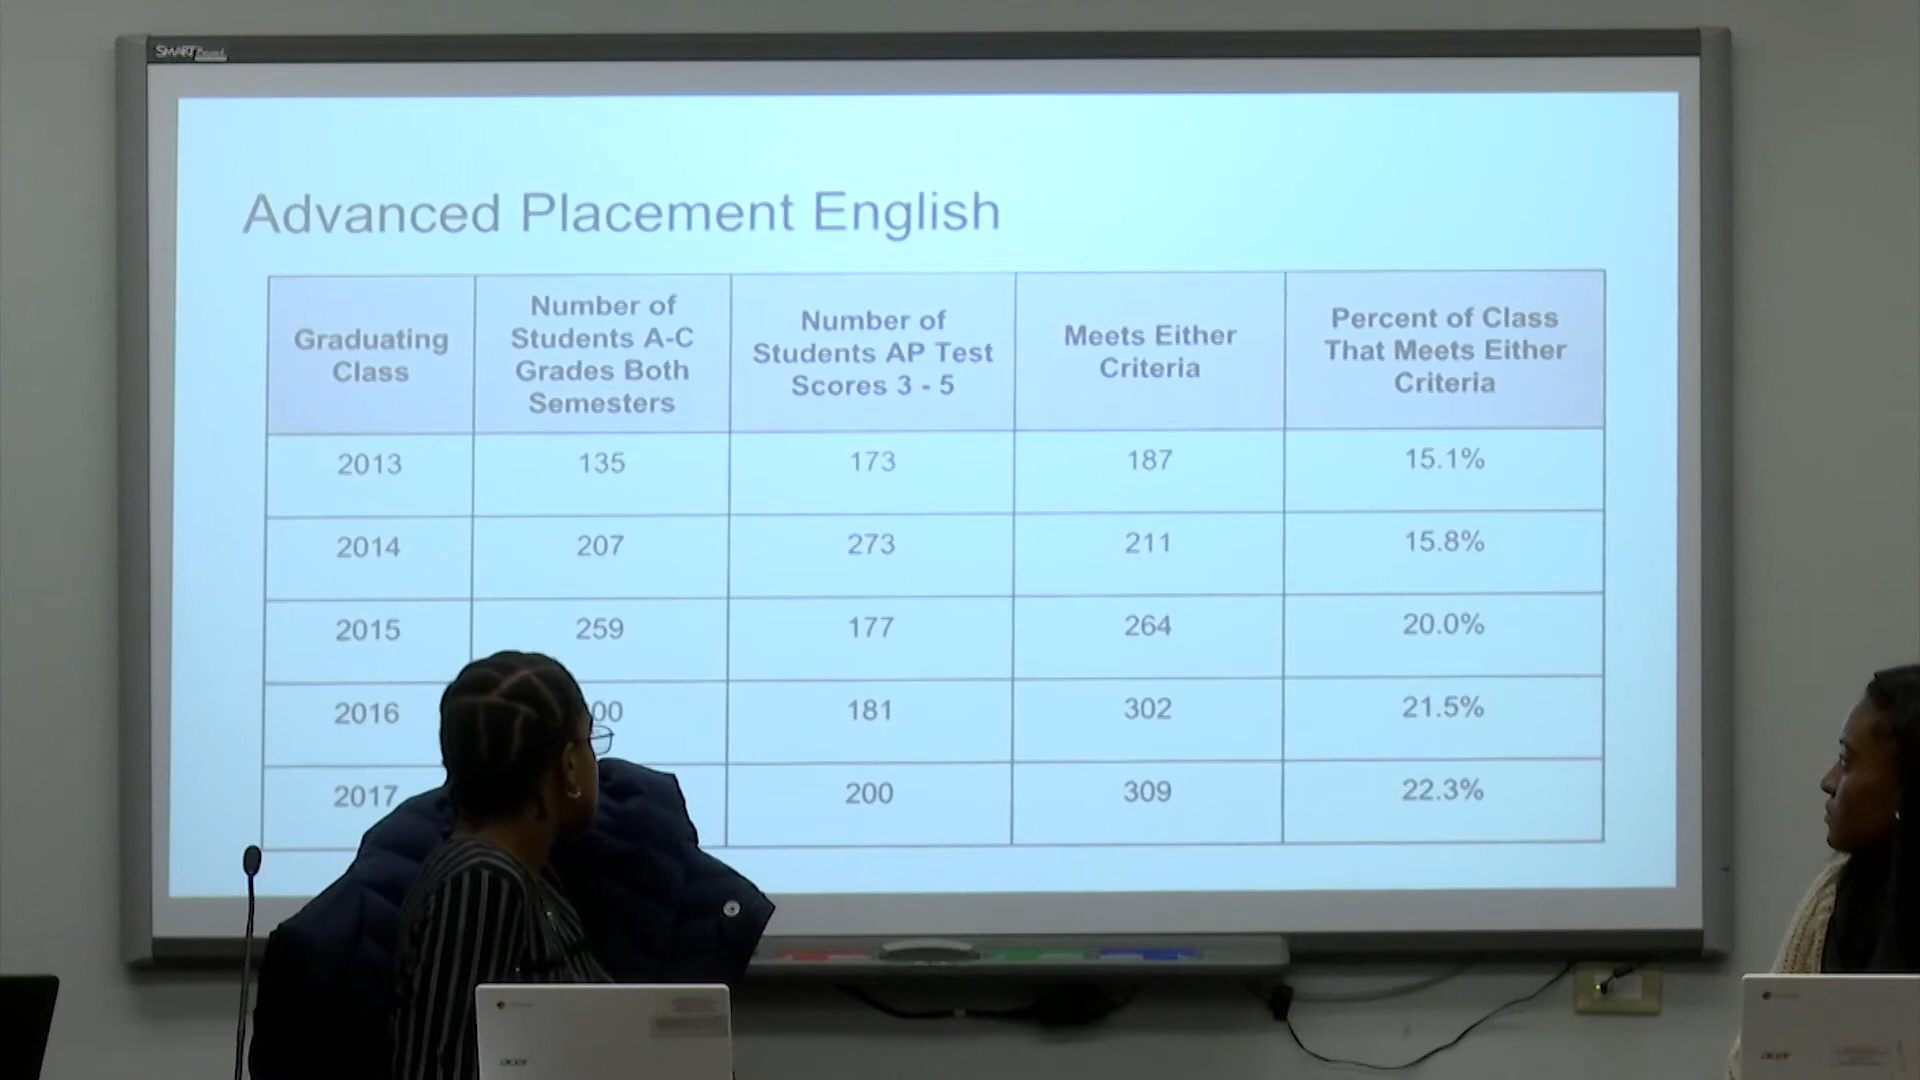 SMART Board
Advanced Placement English
Graduating
Class
Number of
Students A-C
Grades Both
Semesters
Number of
Students AP Test
Scores 3 - 5
Meets Either
Criteria
Percent of Class
That Meets Either
Criteria
2013 135 173 187 15.1%
2014 207 273 211 15.8%
2015 259 177 264 20.0%
2016 00 181 302 21.5%
2017 200 309 22.3%
acer
acer